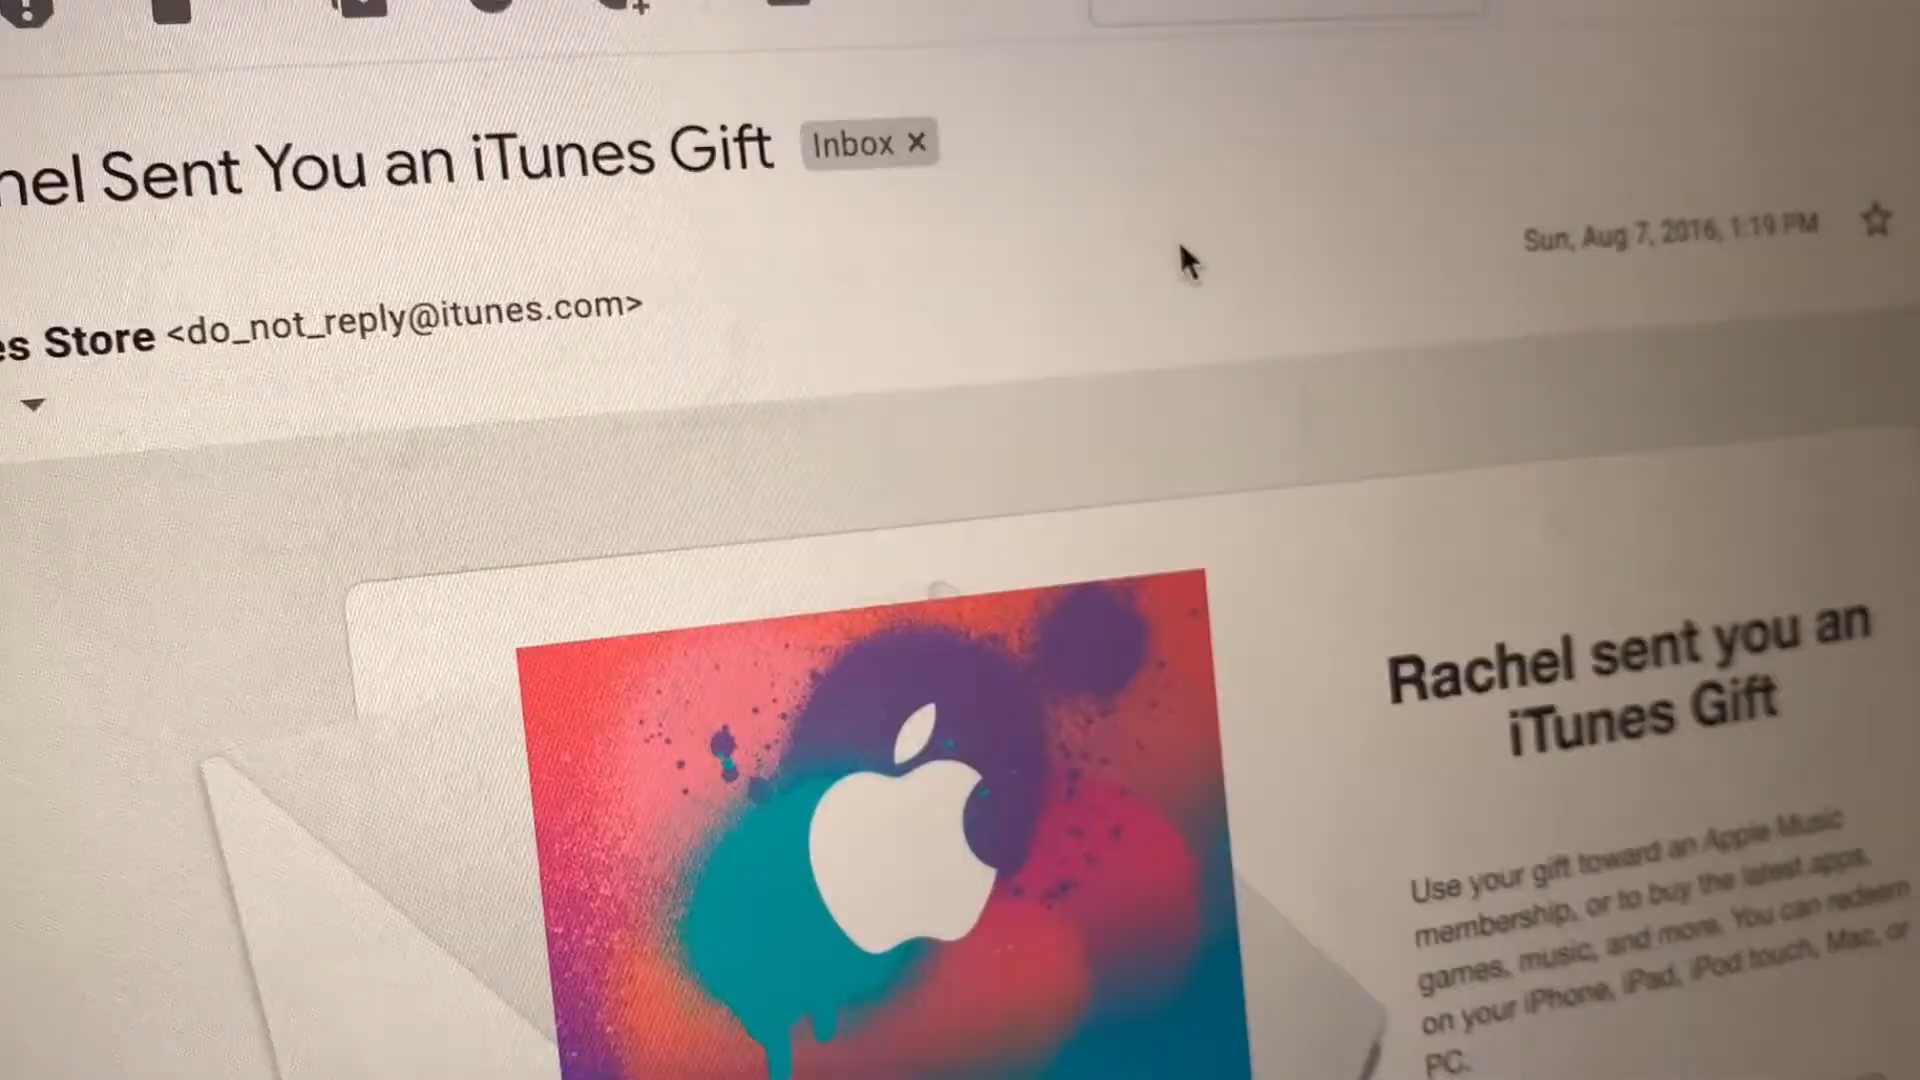 hel Sent You an iTunes Gift Inbox ×
Sun, Aug 7, 2016, 1:19 PM
es Store <do_not_reply@itunes.com>
Rachel sent you an
iTunes Gift
Use your gift toward an Apple Music
membership, or to buy the latest apps,
games, music, and more. You can redeem
on your iPhone, iPad, iPod touch, Mac, or
PC.